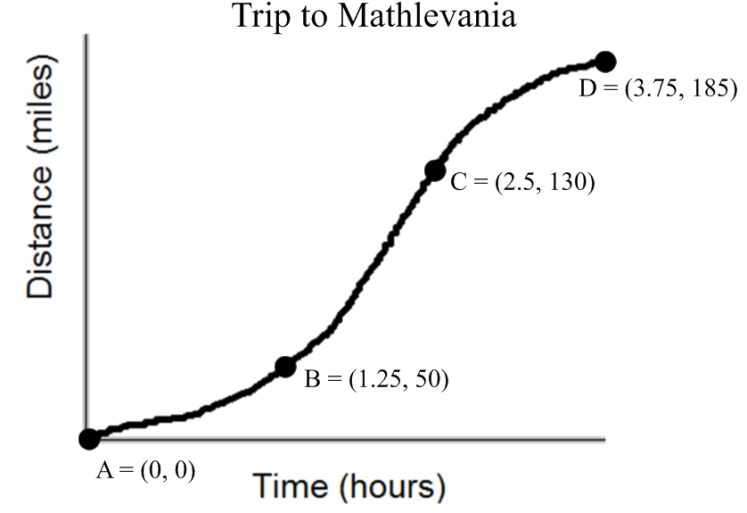 Trip to Mathlevania
Distance (miles)
D = (3.75, 185)
C = (2.5, 130)
B = (1.25, 50)
A = (0, 0)
Time (hours)